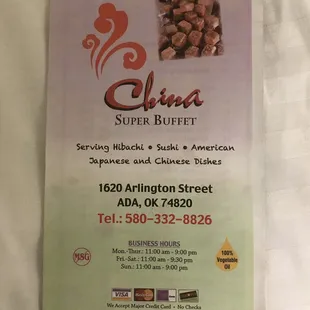 China
SUPER BUFFET
Serving Hibachi • Sushi • American
Japanese and Chinese Dishes
1620 Arlington Street
ADA, OK 74820
Tel.: 580-332-8826
BUSINESS HOURS
Mon.-Thur.: 11:00 am - 9:00 pm
Fri.-Sat.: 11:00 am - 9:30 pm
Sun.: 11:00 am - 9:00 pm
MSG
100%
Vegetable
Oil
VISA
We Accept Major Credit Card • No Checks